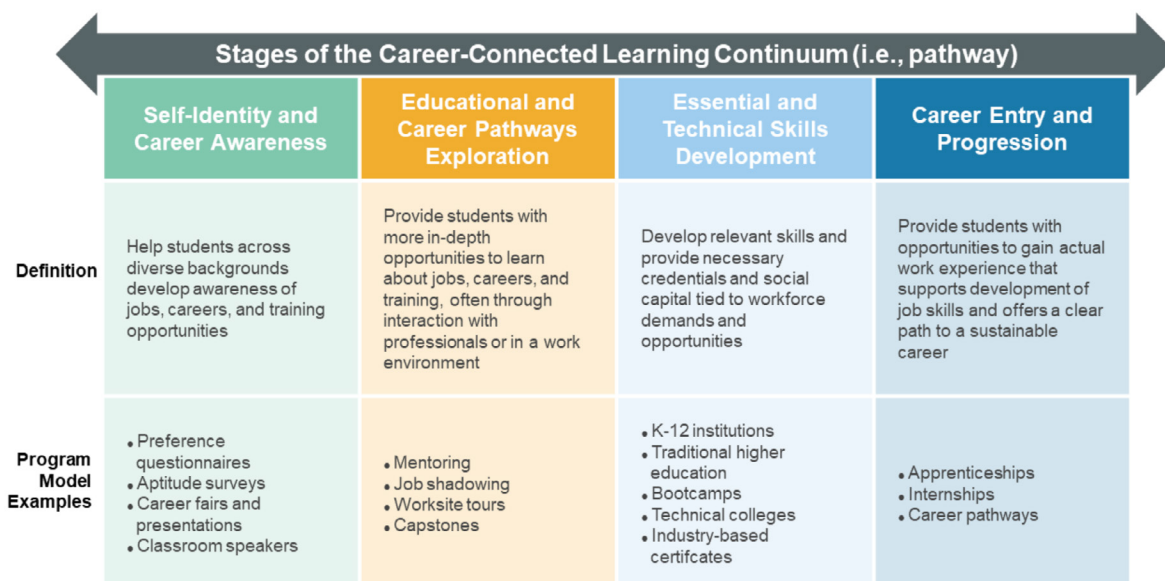 Stages of the Career-Connected Learning Continuum (i.e., pathway)
Self-Identity and
Career Awareness
Educational and
Career Pathways
Exploration
Essential and
Technical Skills
Development
Career Entry and
Progression
Definition
Help students across
diverse backgrounds
develop awareness of
jobs, careers, and training
opportunities
Provide students with
more in-depth
opportunities to learn
about jobs, careers, and
training, often through
interaction with
professionals or in a work
environment
Develop relevant skills and
provide necessary
credentials and social
capital tied to workforce
demands and
opportunities
Provide students with
opportunities to gain actual
work experience that
supports development of
job skills and offers a clear
path to a sustainable
career
Program
Model
Examples
• Preference
questionnaires
• Aptitude surveys
• Career fairs and
presentations
• Classroom speakers
• Mentoring
• Job shadowing
• Worksite tours
• Capstones
• K-12 institutions
• Traditional higher
education
• Bootcamps
• Technical colleges
• Industry-based
certifcates
• Apprenticeships
• Internships
• Career pathways